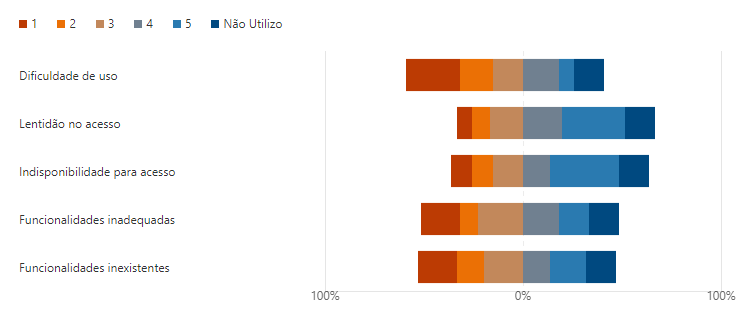 1 2 3 4 5 Não Utilizo
Dificuldade de uso
Lentidão no acesso
Indisponibilidade para acesso
Funcionalidades inadequadas
Funcionalidades inexistentes
100% 0% 100%